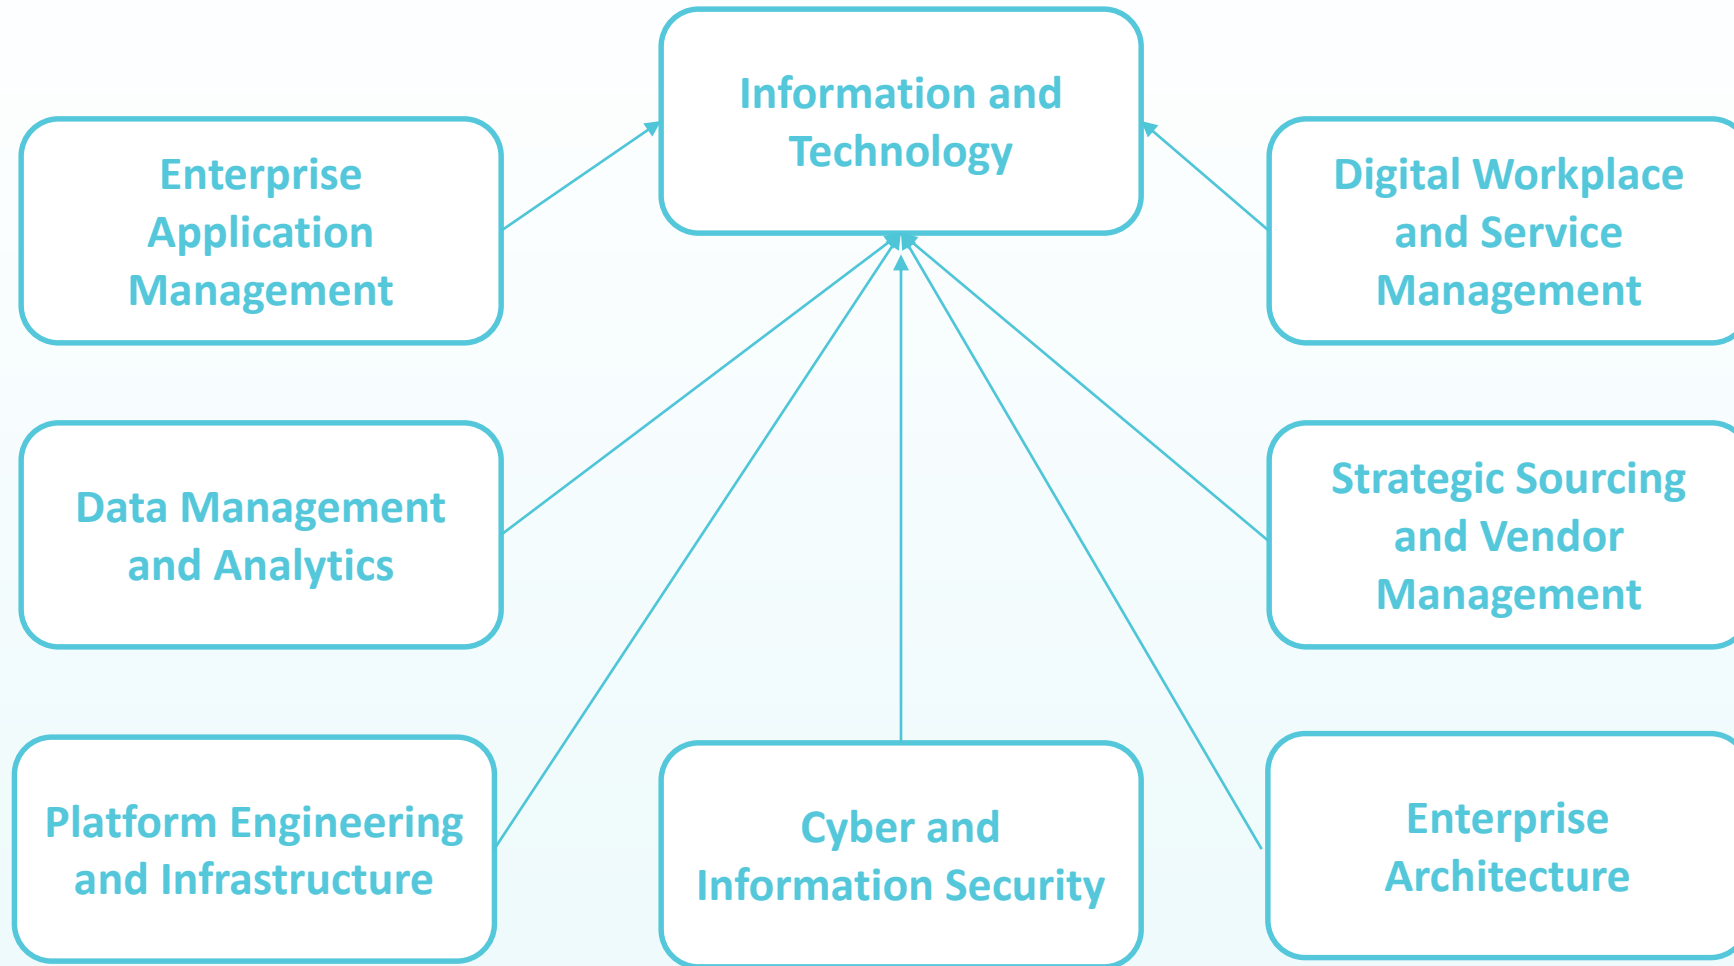 Information and
Technology
Enterprise
Application
Management
Digital Workplace
and Service
Management
Data Management
and Analytics
Strategic Sourcing
and Vendor
Management
Platform Engineering
and Infrastructure
Cyber and
Information Security
Enterprise
Architecture